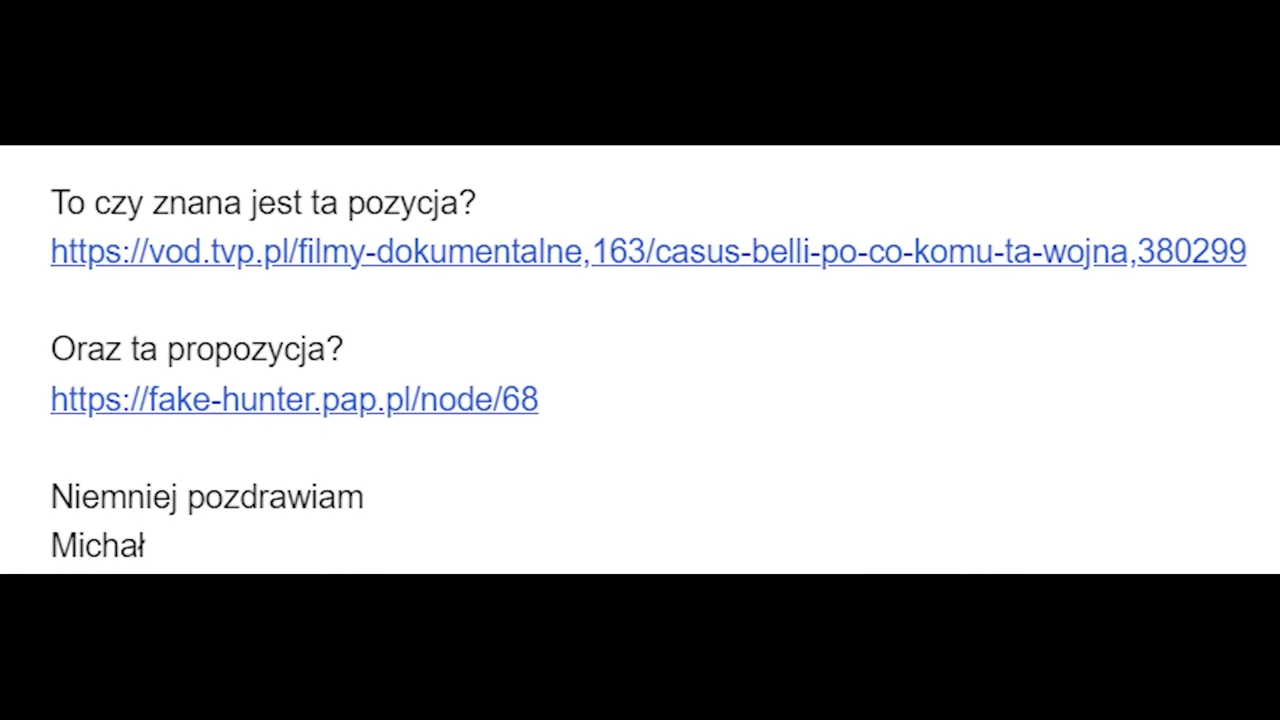 To czy znana jest ta pozycja?
https://vod.tvp.pl/filmy-dokumentalne,163/casus-belli-po-co-komu-ta-wojna,380299
Oraz ta propozycja?
https://fake-hunter.pap.pl/node/68
Niemniej pozdrawiam
Michał